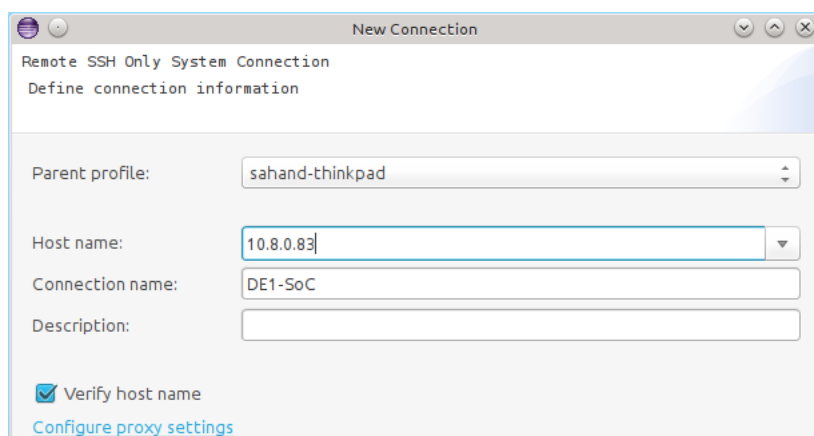 New Connection
Remote SSH Only System Connection
Define connection information
Parent profile: sahand-thinkpad
Host name: 10.8.0.83
Connection name: DE1-SoC
Description:
Verify host name
Configure proxy settings